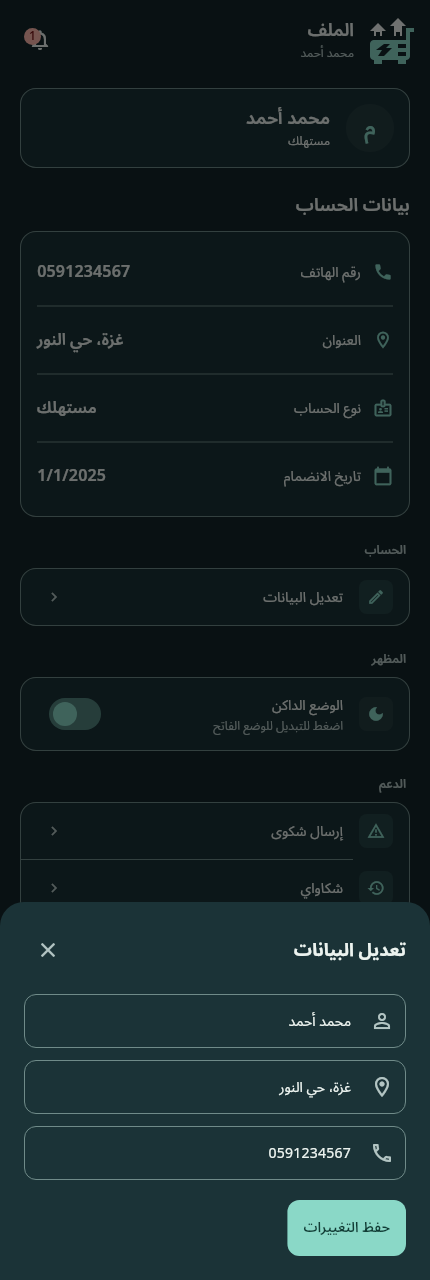 الملف
محمد أحمد
1
م
محمد أحمد
مستهلك
بيانات الحساب
رقم الهاتف
0591234567
العنوان
غزة، حي النور
نوع الحساب
مستهلك
تاريخ الانضمام
1/1/2025
الحساب
تعديل البيانات
المظهر
الوضع الداكن
اضغط للتبديل للوضع الفاتح
الدعم
إرسال شكوى
شكاواي
تعديل البيانات
محمد أحمد
غزة، حي النور
0591234567
حفظ التغييرات